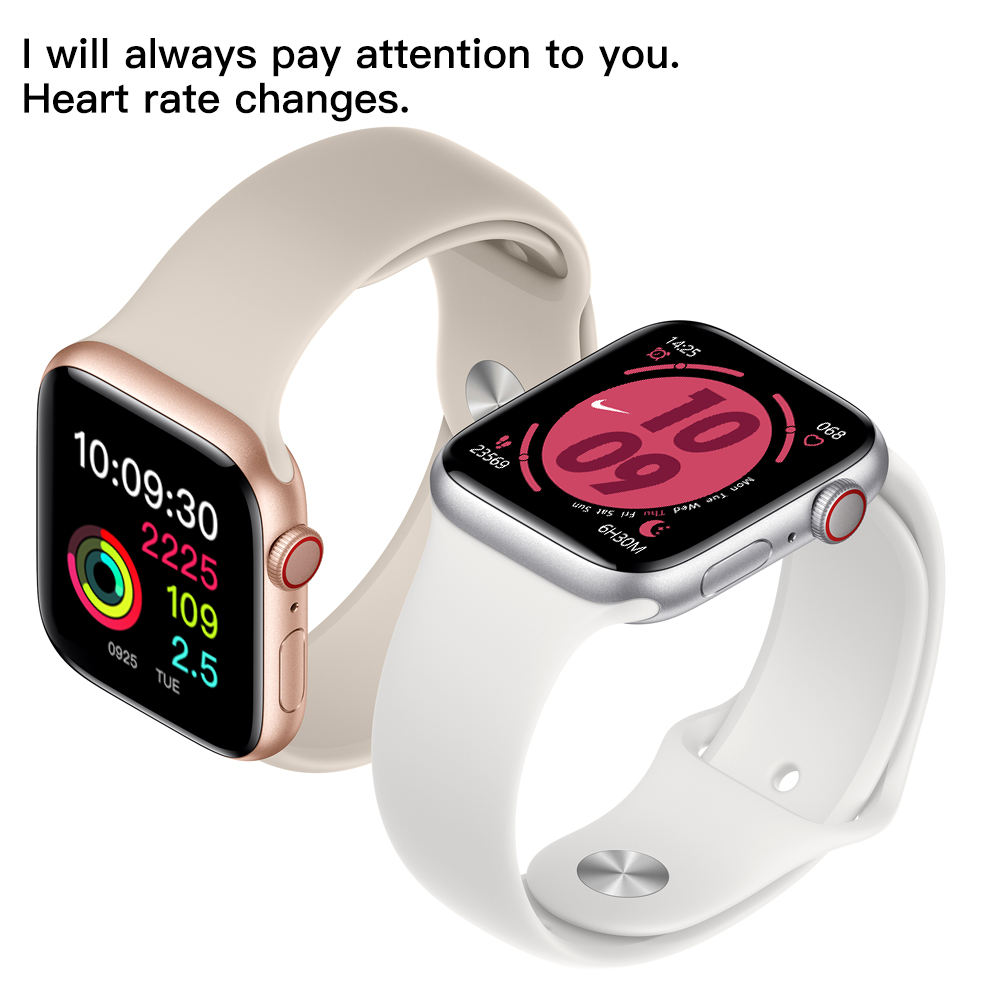 I will always pay attention to you.
Heart rate changes.
10:09:30
2225
109
2.5
0925 TUE
14:25
10
09
068
23569
Mon Tue Wed Thu Fri Sat Sun
6H30M